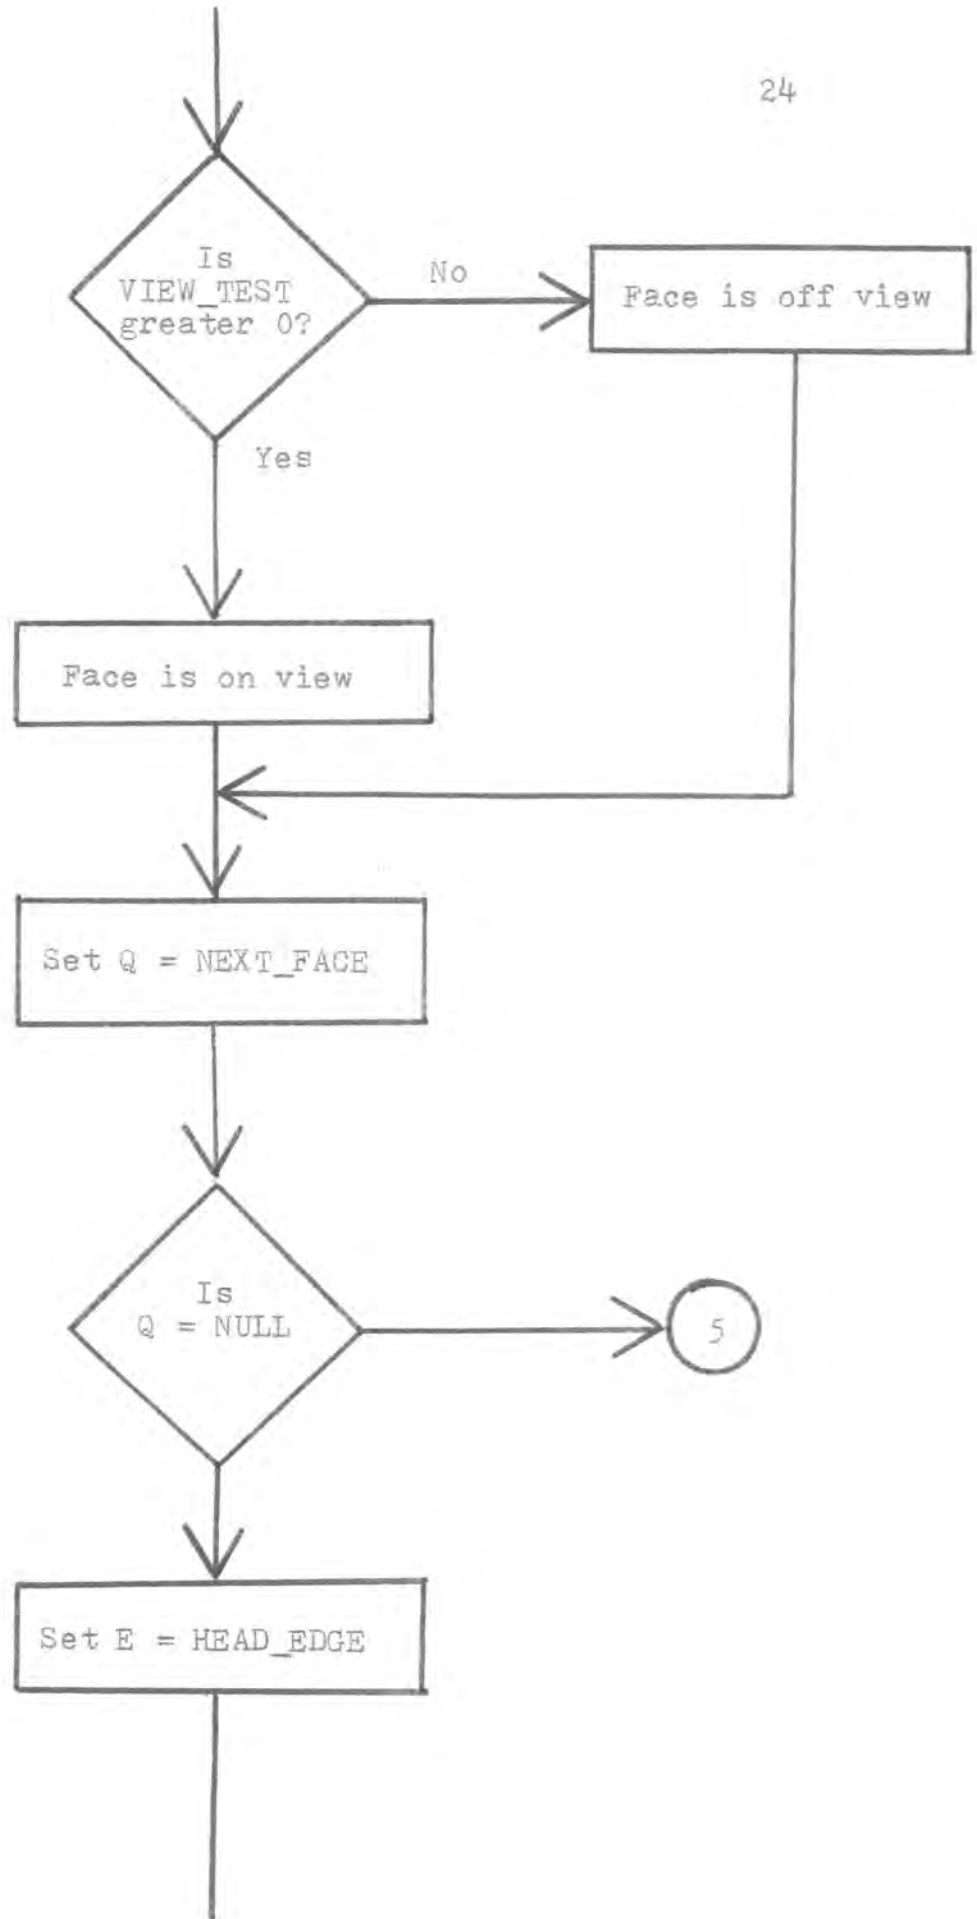 24
Is
VIEW_TEST
greater 0?
No
Face is off view
Yes
Face is on view
Set Q = NEXT_FACE
Is
Q = NULL
5
Set E = HEAD_EDGE